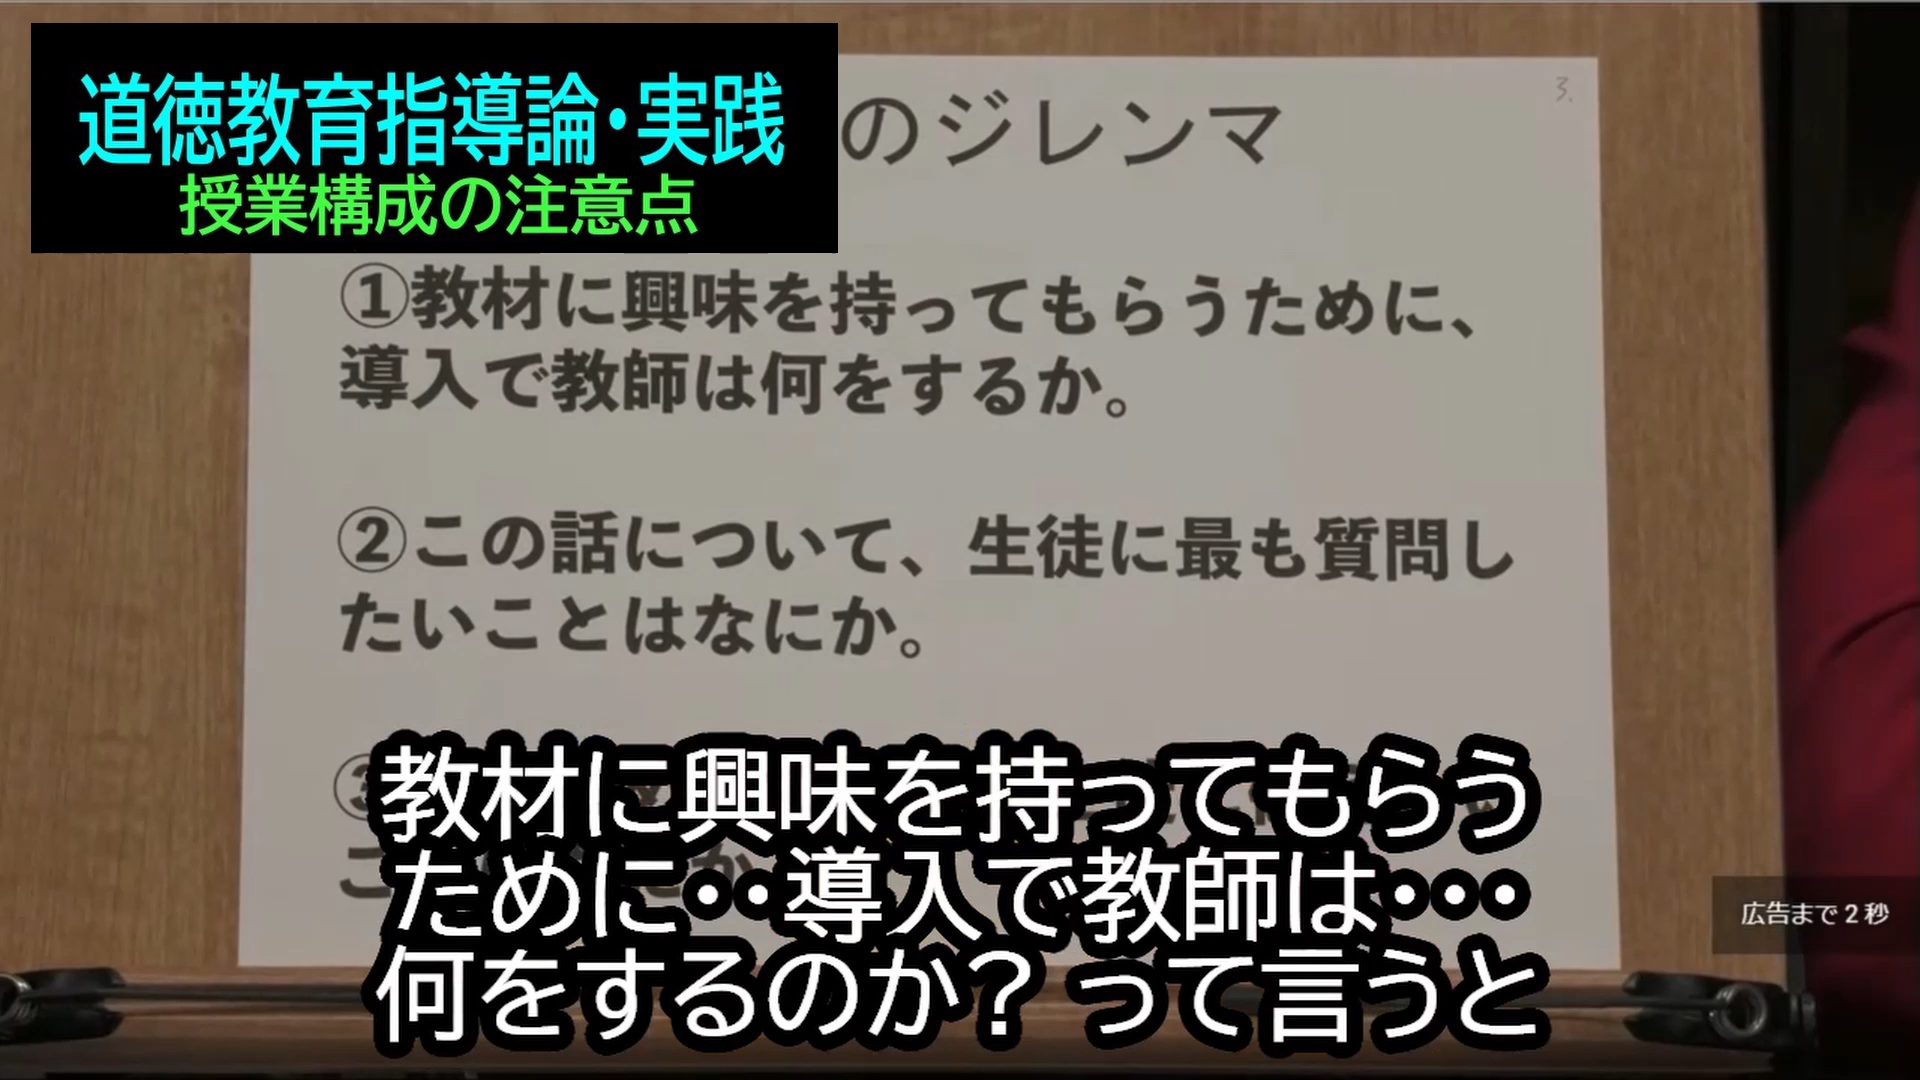 道徳教育指導論・実践
授業構成の注意点
のジレンマ
3.
①教材に興味を持ってもらうために、
導入で教師は何をするか。
②この話について、生徒に最も質問し
たいことはなにか。
③
教材に興味を持ってもらう
ために・・導入で教師は・・・
何をするのか？って言うと
広告まで 2 秒